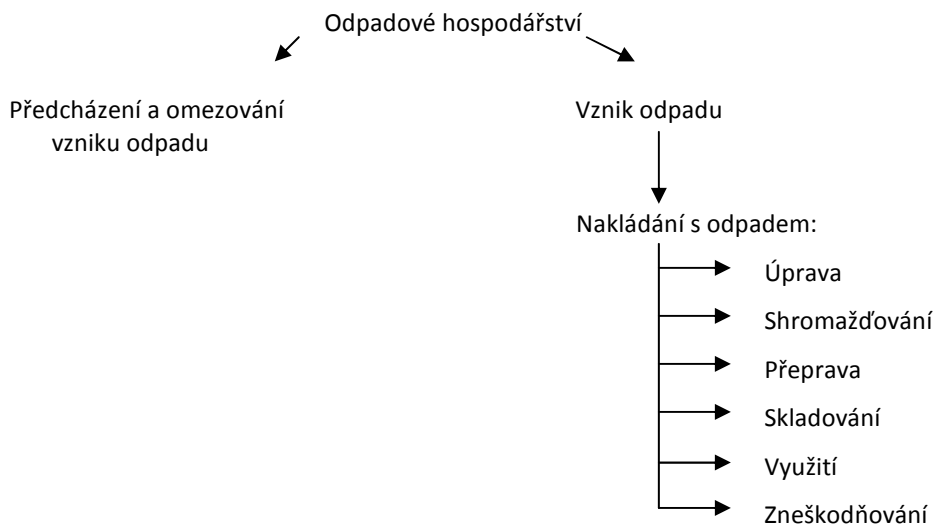 Odpadové hospodářství
Předcházení a omezování
vzniku odpadu
Vznik odpadu
Nakládání s odpadem:
Úprava
Shromažďování
Přeprava
Skladování
Využití
Zneškodňování